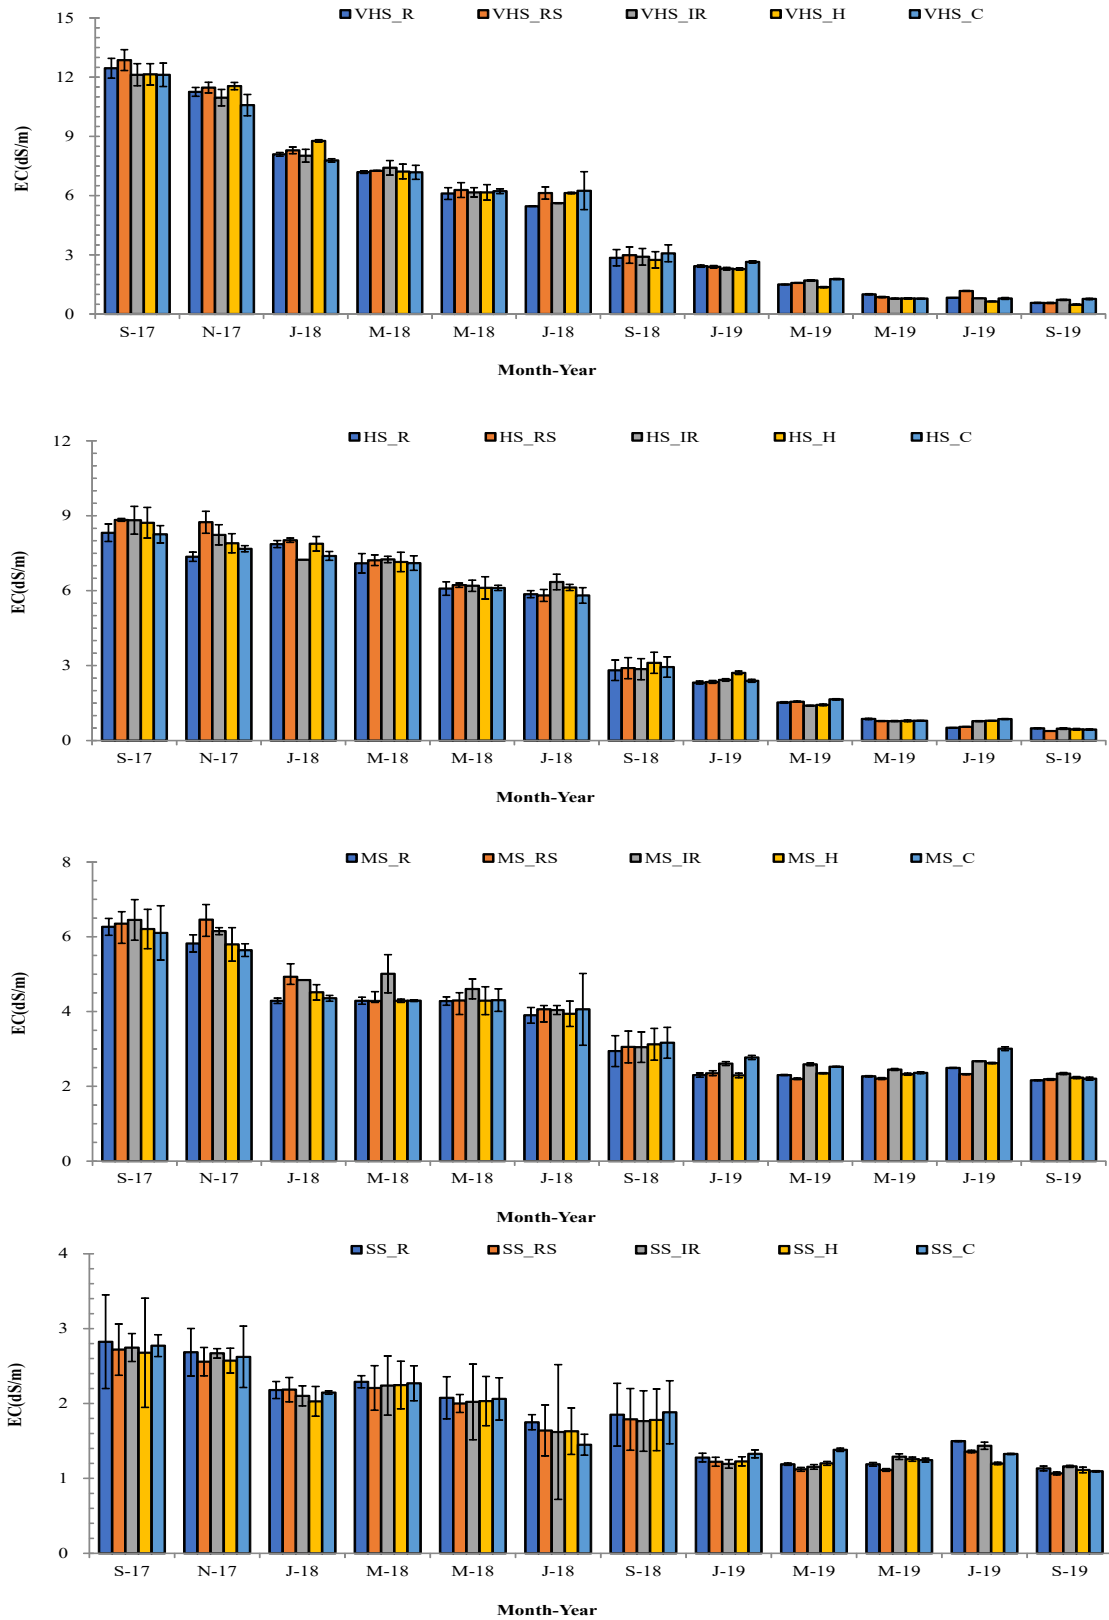 VHS_R VHS_RS VHS_IR VHS_H VHS_C
15
12
9
6
3
0
EC(dS/m)
S-17 N-17 J-18 M-18 M-18 J-18 S-18 J-19 M-19 M-19 J-19 S-19
Month-Year
HS_R HS_RS HS_IR HS_H HS_C
12
9
6
3
0
EC(dS/m)
S-17 N-17 J-18 M-18 M-18 J-18 S-18 J-19 M-19 M-19 J-19 S-19
Month-Year
MS_R MS_RS MS_IR MS_H MS_C
8
6
4
2
0
EC(dS/m)
S-17 N-17 J-18 M-18 M-18 J-18 S-18 J-19 M-19 M-19 J-19 S-19
Month-Year
SS_R SS_RS SS_IR SS_H SS_C
4
3
2
1
0
EC(dS/m)
S-17 N-17 J-18 M-18 M-18 J-18 S-18 J-19 M-19 M-19 J-19 S-19
Month-Year